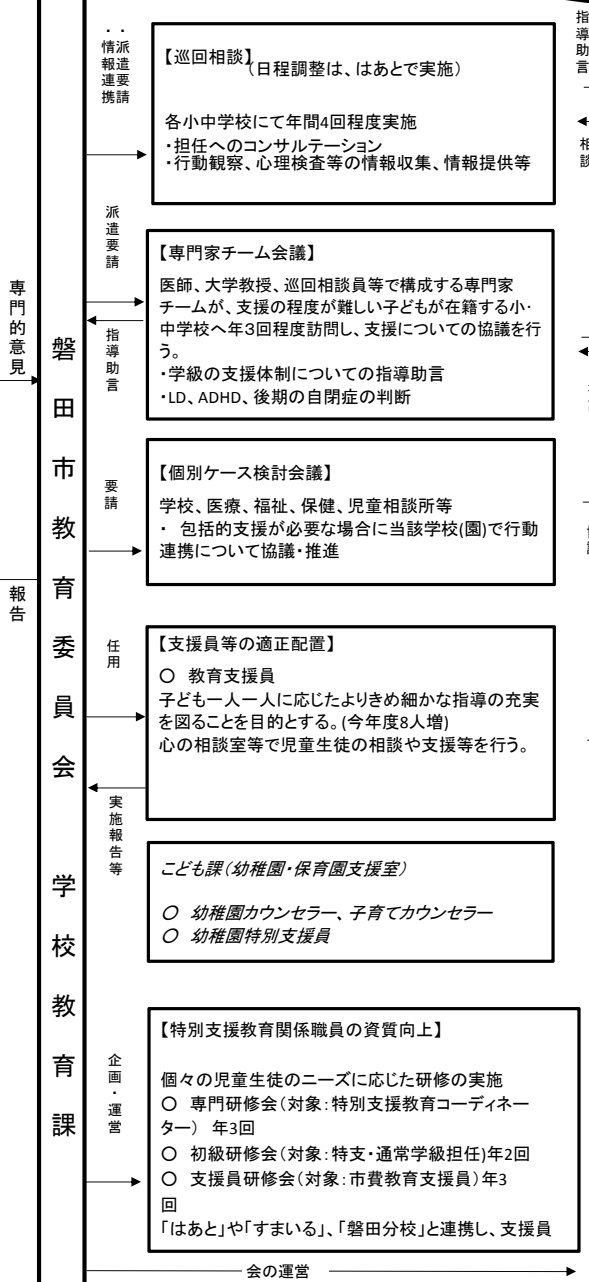 専門的意見
報告
磐田市教育委員会　学校教育課
・派遣要請
・情報連携
【巡回相談】(日程調整は、はあとで実施)
各小中学校にて年間4回程度実施
・担任へのコンサルテーション
・行動観察、心理検査等の情報収集、情報提供等
派遣要請
指導助言
【専門家チーム会議】
医師、大学教授、巡回相談員等で構成する専門家
チームが、支援の程度が難しい子どもが在籍する小・
中学校へ年3回程度訪問し、支援についての協議を行
う。
・学級の支援体制についての指導助言
・LD、ADHD、後期の自閉症の判断
要請
【個別ケース検討会議】
学校、医療、福祉、保健、児童相談所等
・ 包括的支援が必要な場合に当該学校(園)で行動
連携について協議・推進
任用
【支援員等の適正配置】
○ 教育支援員
子ども一人一人に応じたよりきめ細かな指導の充実
を図ることを目的とする。(今年度8人増)
心の相談室等で児童生徒の相談や支援等を行う。
実施報告等
こども課(幼稚園・保育園支援室)
○ 幼稚園カウンセラー、子育てカウンセラー
○ 幼稚園特別支援員
企画・運営
【特別支援教育関係職員の資質向上】
個々の児童生徒のニーズに応じた研修の実施
○ 専門研修会(対象:特別支援教育コーディネー
ター) 年3回
○ 初級研修会(対象:特支・通常学級担任)年2回
○ 支援員研修会(対象:市費教育支援員)年3
回
「はあと」や「すまいる」、「磐田分校」と連携し、支援員
会の運営
指導助言
相談